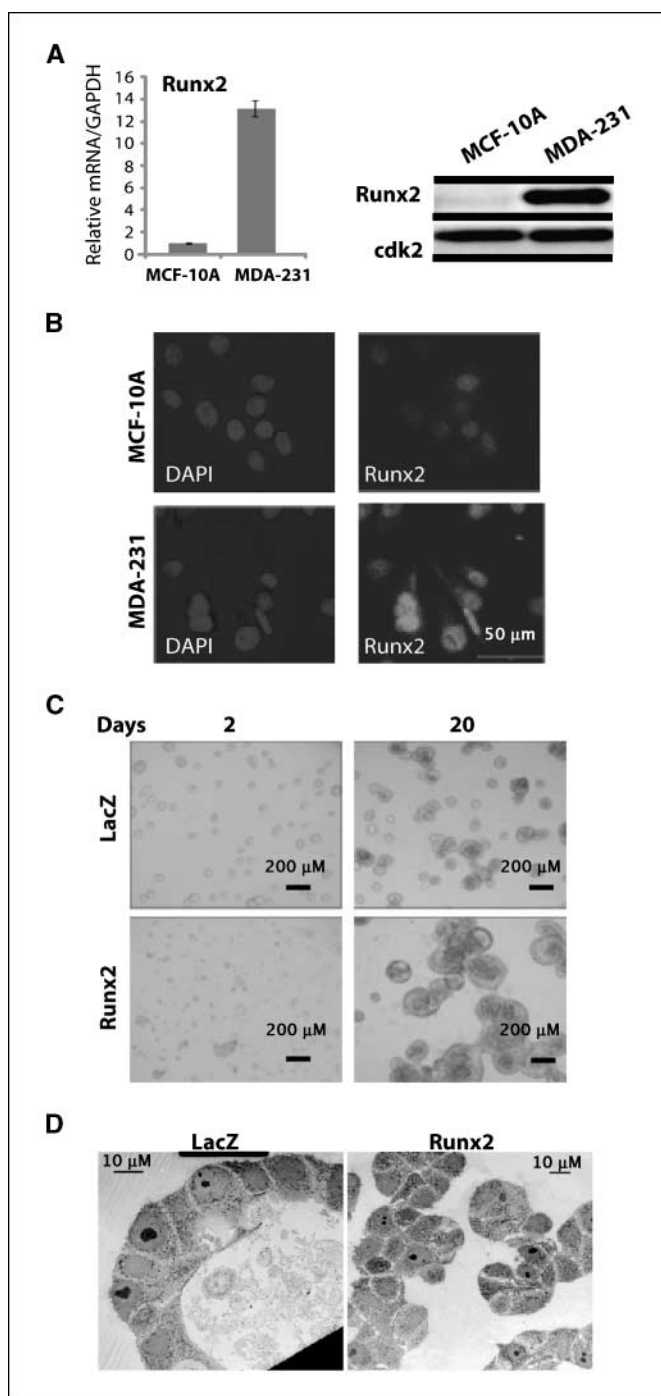 A
Runx2
Relative mRNA/GAPDH
16
14
12
10
8
6
4
2
0
MCF-10A MDA-231
MCF-10A MDA-231
Runx2
cdk2
B
MCF-10A
DAPI Runx2
MDA-231
DAPI Runx2
50 μm
C
Days 2 20
LacZ
200 μM 200 μM
Runx2
200 μM 200 μM
D
LacZ Runx2
10 μM 10 μM